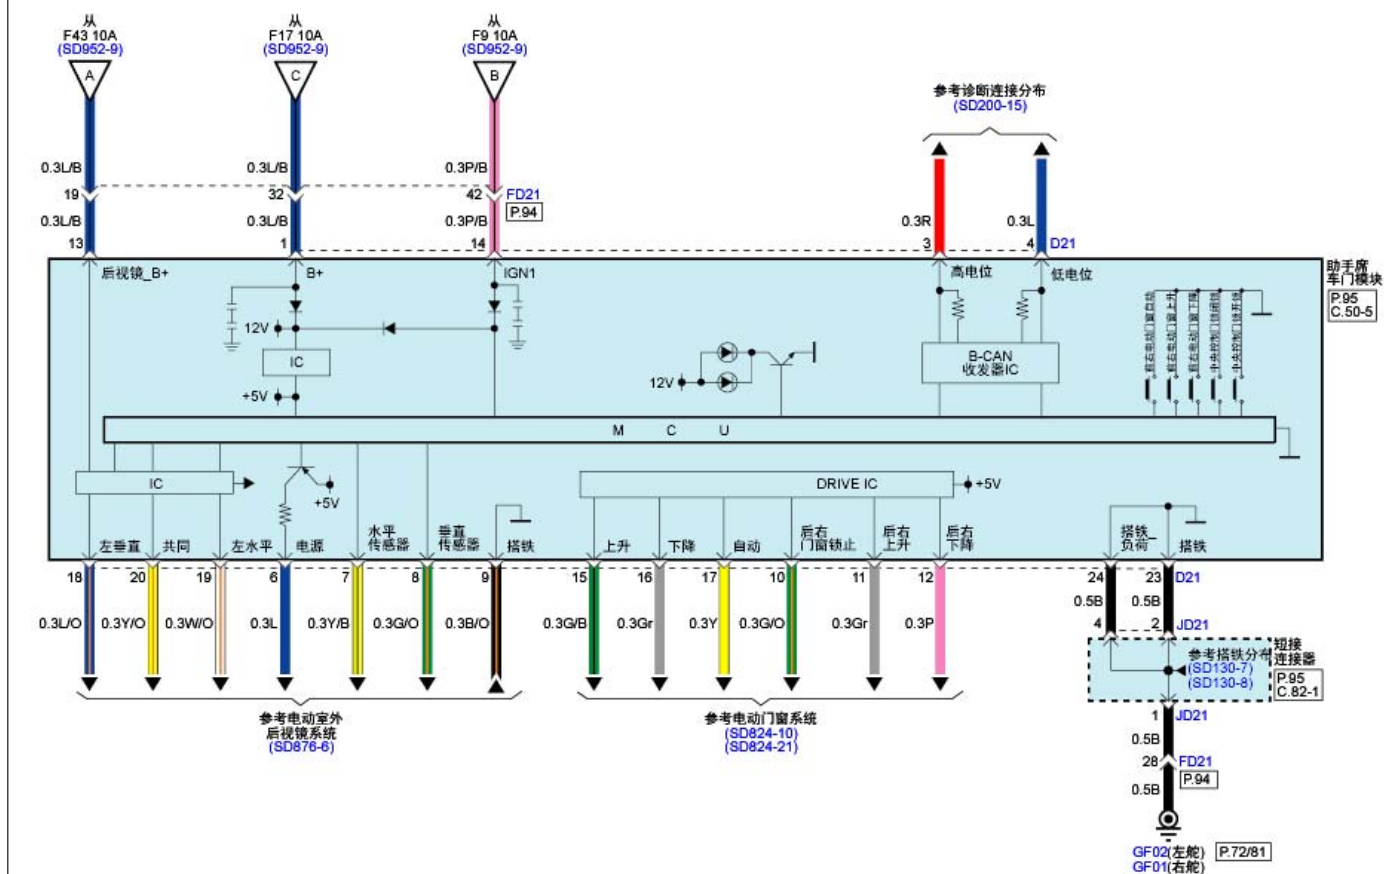 从
F43 10A
(SD952-9)
A
从
F17 10A
(SD952-9)
C
从
F9 10A
(SD952-9)
B
参考诊断连接分布
(SD200-15)
0.3L/B
0.3L/B
0.3P/B
19
32
42
FD21
P.94
0.3L/B
0.3L/B
0.3P/B
0.3R
0.3L
13
1
14
3
4
D21
后视镜_B+
B+
IGN1
高电位
低电位
助手席
车门模块
P.95
C.50-5
前右电动门窗自动
前右电动门窗上升
前右电动门窗下降
中央控制门锁闭锁
中央控制门锁开锁
12V
IC
+5V
12V
B-CAN
收发器IC
M C U
IC
+5V
DRIVE IC
+5V
左垂直
共同
左水平
电源
水平
传感器
垂直
传感器
搭铁
上升
下降
自动
后右
门窗锁止
后右
上升
后右
下降
搭铁_
负荷
搭铁
18
20
19
6
7
8
9
15
16
17
10
11
12
24
23
D21
0.3L/O
0.3Y/O
0.3W/O
0.3L
0.3Y/B
0.3G/O
0.3B/O
0.3G/B
0.3Gr
0.3Y
0.3G/O
0.3Gr
0.3P
0.5B
0.5B
4
2
JD21
参考搭铁分布
(SD130-7)
(SD130-8)
短接
连接器
P.95
C.82-1
参考电动室外
后视镜系统
(SD876-6)
参考电动门窗系统
(SD824-10)
(SD824-21)
1
JD21
0.5B
28
FD21
P.94
0.5B
GF02(左舵)
P.72/81
GF01(右舵)